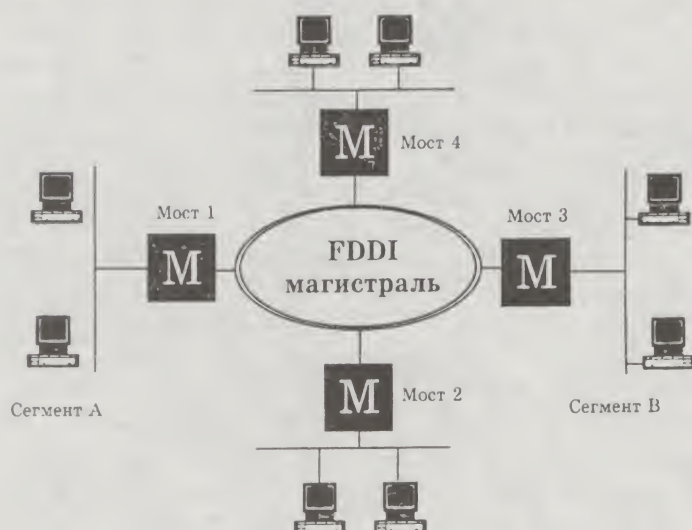 М
Мост 4
Мост 1
М
FDDI
магистраль
Мост 3
М
М
Мост 2
Сегмент А
Сегмент В